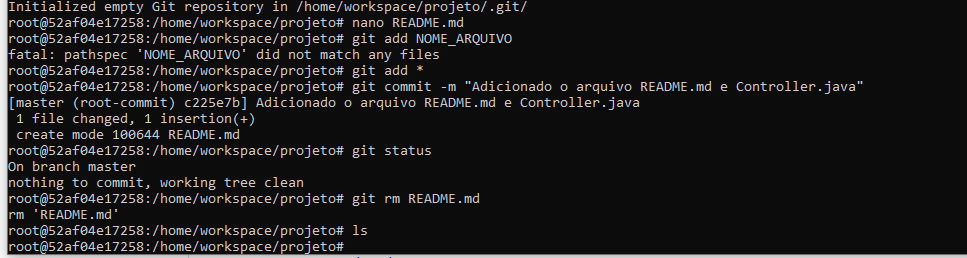 Initialized empty Git repository in /home/workspace/projeto/.git/
root@52af04e17258:/home/workspace/projeto# nano README.md
root@52af04e17258:/home/workspace/projeto# git add NOME_ARQUIVO
fatal: pathspec 'NOME_ARQUIVO' did not match any files
root@52af04e17258:/home/workspace/projeto# git add *
root@52af04e17258:/home/workspace/projeto# git commit -m "Adicionado o arquivo README.md e Controller.java"
[master (root-commit) c225e7b] Adicionado o arquivo README.md e Controller.java
 1 file changed, 1 insertion(+)
 create mode 100644 README.md
root@52af04e17258:/home/workspace/projeto# git status
On branch master
nothing to commit, working tree clean
root@52af04e17258:/home/workspace/projeto# git rm README.md
rm 'README.md'
root@52af04e17258:/home/workspace/projeto# ls
root@52af04e17258:/home/workspace/projeto#